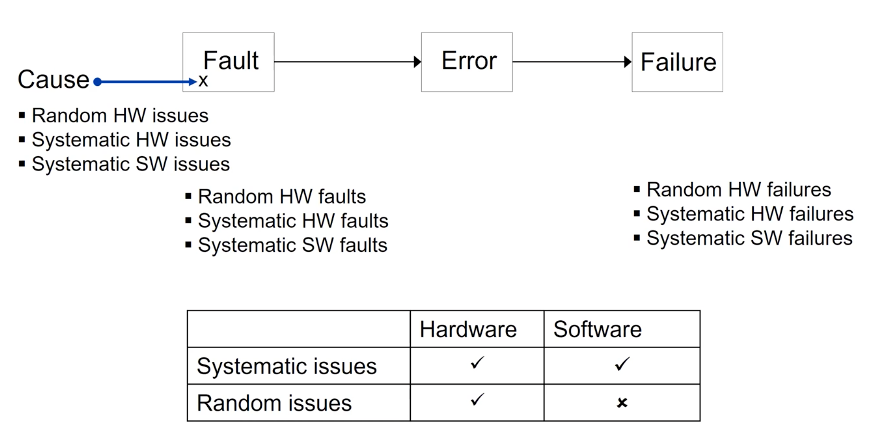 Fault
Error
Failure
Cause
x
▪ Random HW issues
▪ Systematic HW issues
▪ Systematic SW issues
▪ Random HW faults
▪ Systematic HW faults
▪ Systematic SW faults
▪ Random HW failures
▪ Systematic HW failures
▪ Systematic SW failures
Hardware Software
Systematic issues ✓ ✓
Random issues ✓ ✘